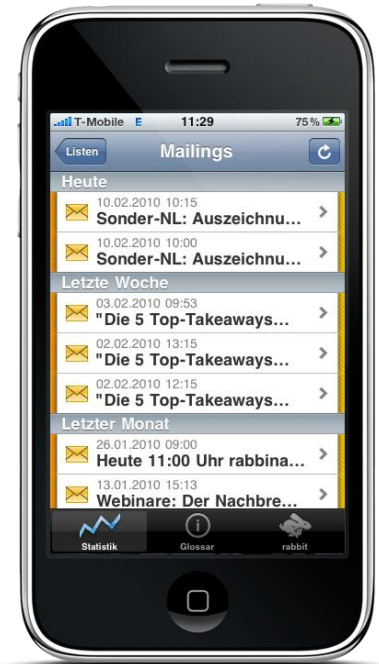 T-Mobile E 11:29 75%
Listen Mailings
Heute
10.02.2010 10:15
Sonder-NL: Auszeichnu...
10.02.2010 10:00
Sonder-NL: Auszeichnu...
Letzte Woche
03.02.2010 09:53
"Die 5 Top-Takeaways...
02.02.2010 13:15
"Die 5 Top-Takeaways...
02.02.2010 12:15
"Die 5 Top-Takeaways...
Letzter Monat
26.01.2010 09:00
Heute 11:00 Uhr rabbina...
13.01.2010 15:13
Webinare: Der Nachbre...
Statistik Glossar rabbit